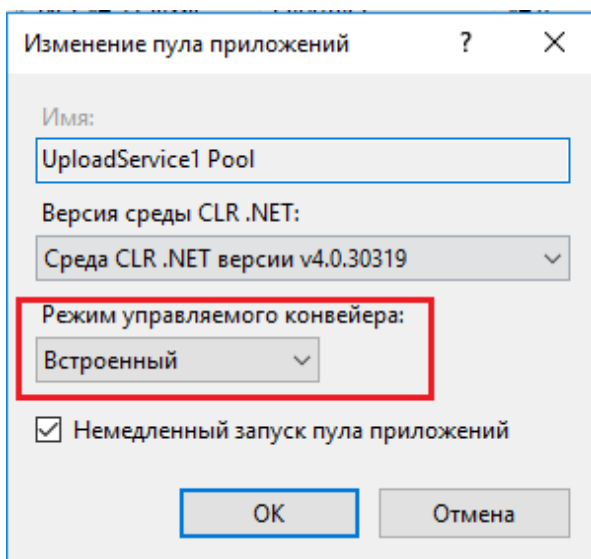 Изменение пула приложений ?
Имя:
UploadService1 Pool
Версия среды CLR .NET:
Среда CLR .NET версии v4.0.30319
Режим управляемого конвейера:
Встроенный
Немедленный запуск пула приложений
ОК Отмена